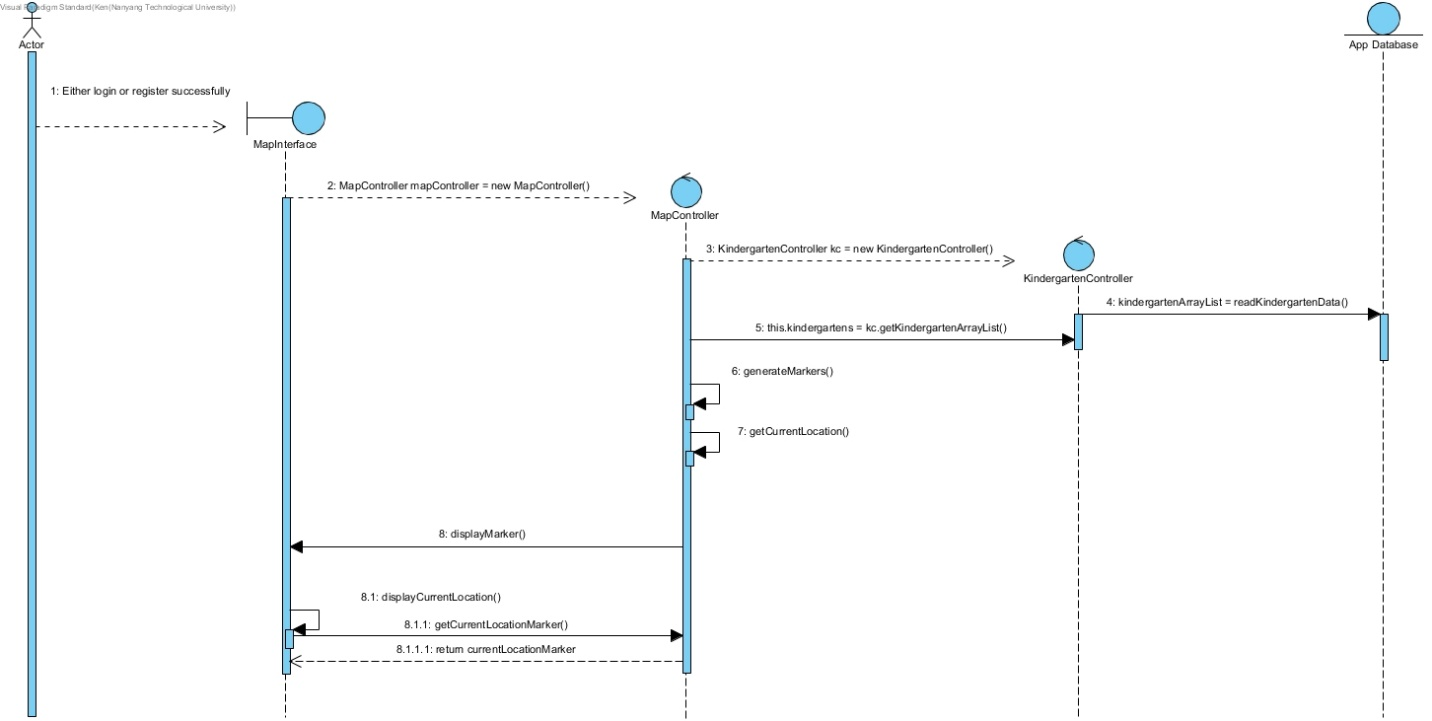 Visual Paradigm Standard(Ken(Nanyang Technological University))
Actor
App Database
1: Either login or register successfully
MapInterface
2: MapController mapController = new MapController()
MapController
3: KindergartenController kc = new KindergartenController()
KindergartenController
4: kindergartenArrayList = readKindergartenData()
5: this.kindergartens = kc.getKindergartenArrayList()
6: generateMarkers()
7: getCurrentLocation()
8: displayMarker()
8.1: displayCurrentLocation()
8.1.1: getCurrentLocationMarker()
8.1.1.1: return currentLocationMarker